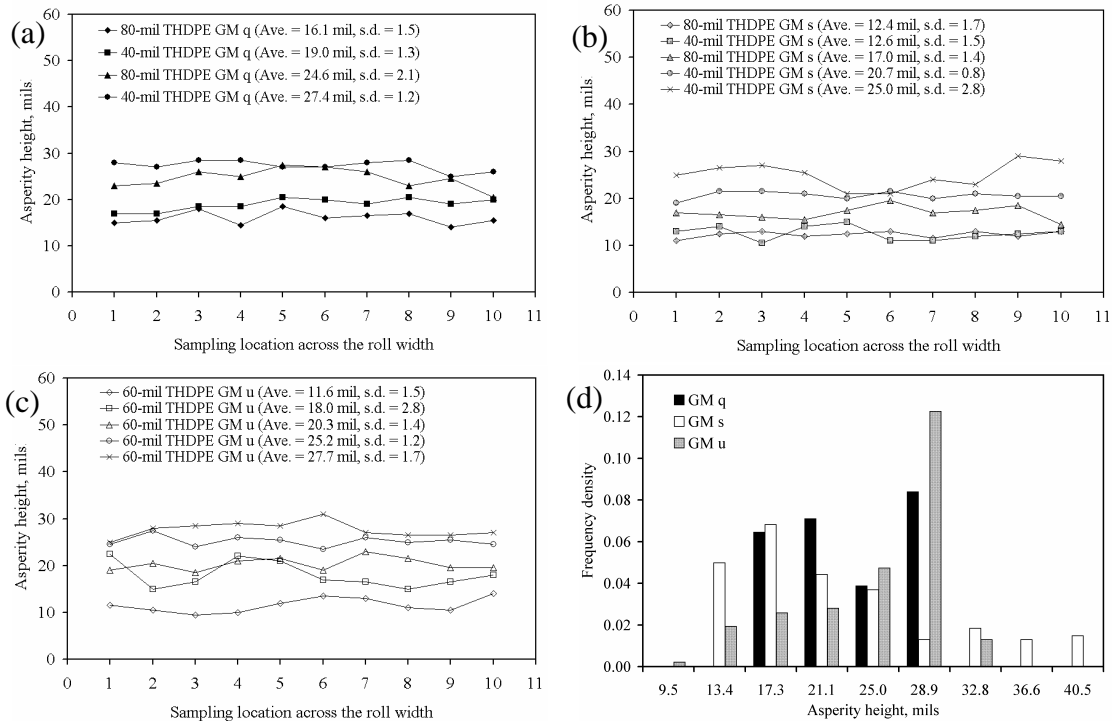 (a)
80-mil THDPE GM q (Ave. = 16.1 mil, s.d. = 1.5)
40-mil THDPE GM q (Ave. = 19.0 mil, s.d. = 1.3)
80-mil THDPE GM q (Ave. = 24.6 mil, s.d. = 2.1)
40-mil THDPE GM q (Ave. = 27.4 mil, s.d. = 1.2)
Asperity height, mils
60
50
40
30
20
10
0
0 1 2 3 4 5 6 7 8 9 10 11
Sampling location across the roll width
(b)
80-mil THDPE GM s (Ave. = 12.4 mil, s.d. = 1.7)
40-mil THDPE GM s (Ave. = 12.6 mil, s.d. = 1.5)
80-mil THDPE GM s (Ave. = 17.0 mil, s.d. = 1.4)
40-mil THDPE GM s (Ave. = 20.7 mil, s.d. = 0.8)
40-mil THDPE GM s (Ave. = 25.0 mil, s.d. = 2.8)
Asperity height, mils
60
50
40
30
20
10
0
0 1 2 3 4 5 6 7 8 9 10 11
Sampling location across the roll width
(c)
60-mil THDPE GM u (Ave. = 11.6 mil, s.d. = 1.5)
60-mil THDPE GM u (Ave. = 18.0 mil, s.d. = 2.8)
60-mil THDPE GM u (Ave. = 20.3 mil, s.d. = 1.4)
60-mil THDPE GM u (Ave. = 25.2 mil, s.d. = 1.2)
60-mil THDPE GM u (Ave. = 27.7 mil, s.d. = 1.7)
Asperity height, mils
60
50
40
30
20
10
0
0 1 2 3 4 5 6 7 8 9 10 11
Sampling location across the roll width
(d)
GM q
GM s
GM u
Frequency density
0.14
0.12
0.10
0.08
0.06
0.04
0.02
0.00
9.5 13.4 17.3 21.1 25.0 28.9 32.8 36.6 40.5
Asperity height, mils